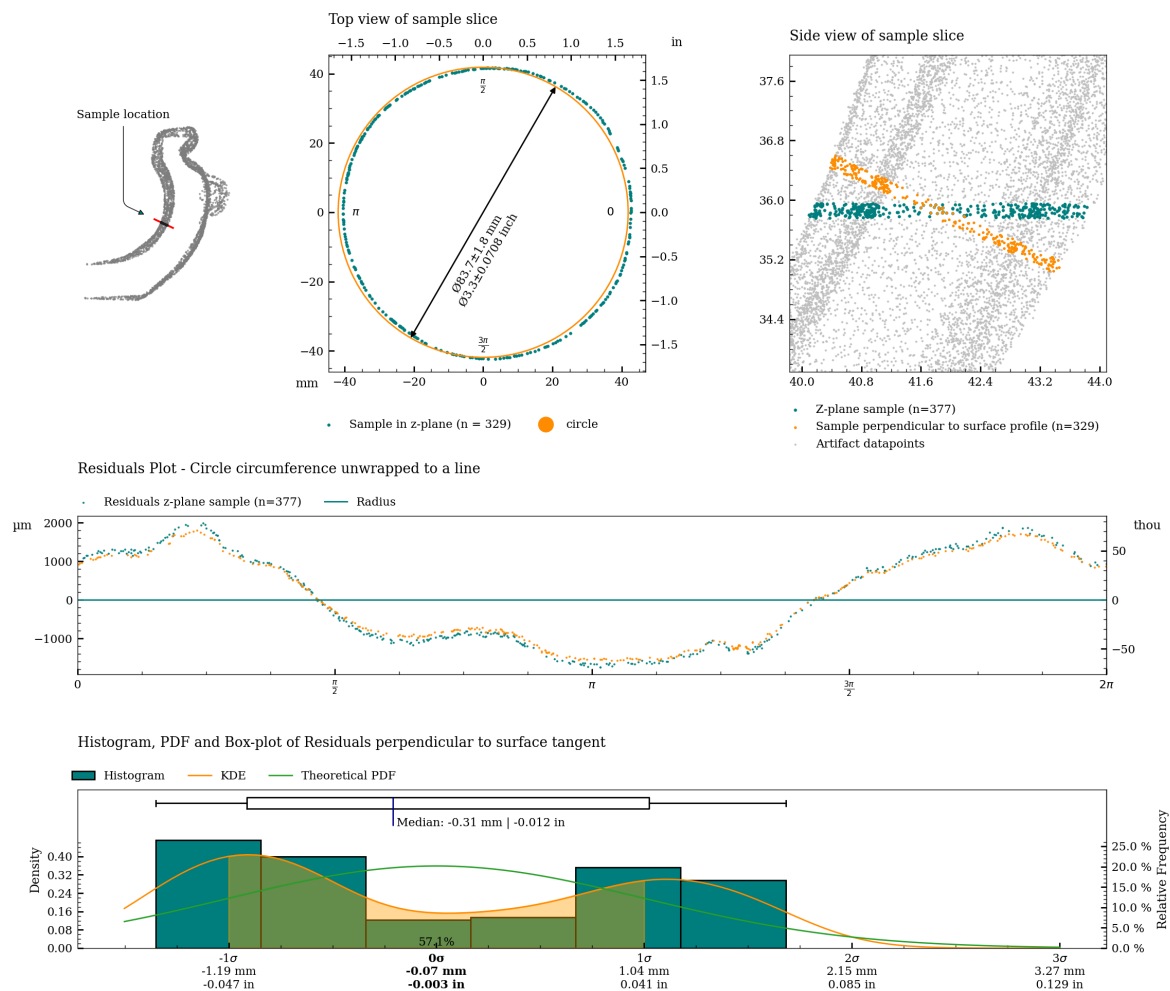 Top view of sample slice
−1.5 −1.0 −0.5 0.0 0.5 1.0 1.5 in
Side view of sample slice
Sample location
40
20
0
−20
−40
mm
−40 −20 0 20 40
1.5
1.0
0.5
0.0
−0.5
−1.0
−1.5
π/2
π
0
3π/2
Ø83.7±1.8 mm
Ø3.3±0.0708 inch
Sample in z-plane (n = 329)
circle
37.6
36.8
36.0
35.2
34.4
40.0 40.8 41.6 42.4 43.2 44.0
Z-plane sample (n=377)
Sample perpendicular to surface profile (n=329)
Artifact datapoints
Residuals Plot - Circle circumference unwrapped to a line
Residuals z-plane sample (n=377)
Radius
µm
2000
1000
0
−1000
thou
50
0
−50
0 π/2 π 3π/2 2π
Histogram, PDF and Box-plot of Residuals perpendicular to surface tangent
Histogram
KDE
Theoretical PDF
Median: -0.31 mm | -0.012 in
Density
0.40
0.32
0.24
0.16
0.08
0.00
25.0 %
20.0 %
15.0 %
10.0 %
5.0 %
0.0 %
Relative Frequency
57.1%
-1σ 0σ 1σ 2σ 3σ
-1.19 mm -0.07 mm 1.04 mm 2.15 mm 3.27 mm
-0.047 in -0.003 in 0.041 in 0.085 in 0.129 in